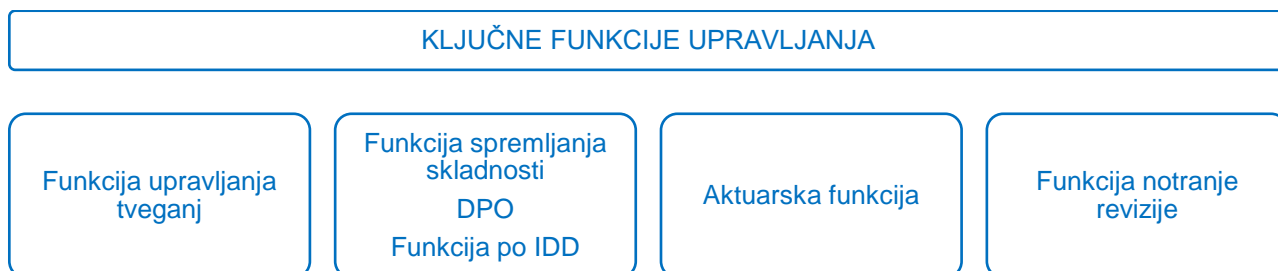 KLJUČNE FUNKCIJE UPRAVLJANJA
Funkcija upravljanja
tveganj
Funkcija spremljanja
skladnosti
DPO
Funkcija po IDD
Aktuarska funkcija
Funkcija notranje
revizije